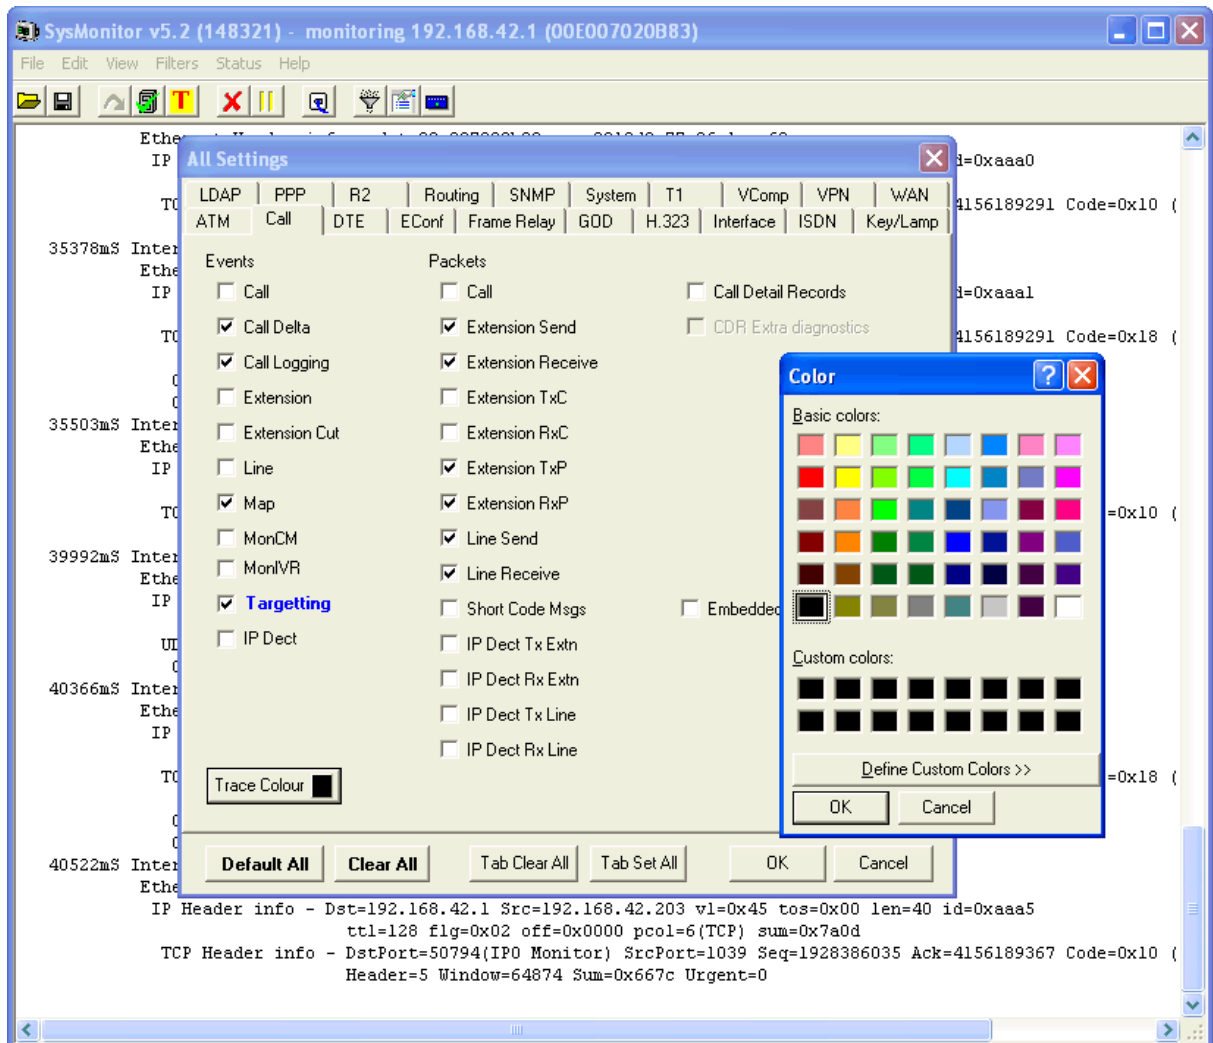 SysMonitor v5.2 (148321) - monitoring 192.168.42.1 (00E007020B83)
File Edit View Filters Status Help
T
IP
All Settings
d=0xaaa0
LDAP PPP R2 Routing SNMP System T1 VComp VPN WAN
4156189291 Code=0x10 (
ATM Call DTE EConf Frame Relay GOD H.323 Interface ISDN Key/Lamp
35378mS Inter
Events Packets
Ethe
IP
Call Call Call Detail Records
d=0xaaa1
Call Delta Extension Send CDR Extra diagnostics
4156189291 Code=0x18 (
Call Logging Extension Receive
Color
Extension Extension TxC
Basic colors:
35503mS Inter
Extension Cut Extension RxC
Ethe
IP
Line Extension TxP
Map Extension RxP
=0x10 (
MonCM Line Send
39992mS Inter
MonIVR Line Receive
Ethe
IP
Targetting Short Code Msgs Embedded
IP Dect IP Dect Tx Extn
Custom colors:
40366mS Inter
IP Dect Rx Extn
Ethe
IP Dect Tx Line
IP
IP Dect Rx Line
Define Custom Colors >>
=0x18 (
Trace Colour
OK Cancel
40522mS Inter
Default All Clear All Tab Clear All Tab Set All OK Cancel
Ethe
IP Header info - Dst=192.168.42.1 Src=192.168.42.203 vl=0x45 tos=0x00 len=40 id=0xaaa5
ttl=128 flg=0x02 off=0x0000 pcol=6(TCP) sum=0x7a0d
TCP Header info - DstPort=50794(IPO Monitor) SrcPort=1039 Seq=1928386035 Ack=4156189367 Code=0x10 (
Header=5 Window=64874 Sum=0x667c Urgent=0